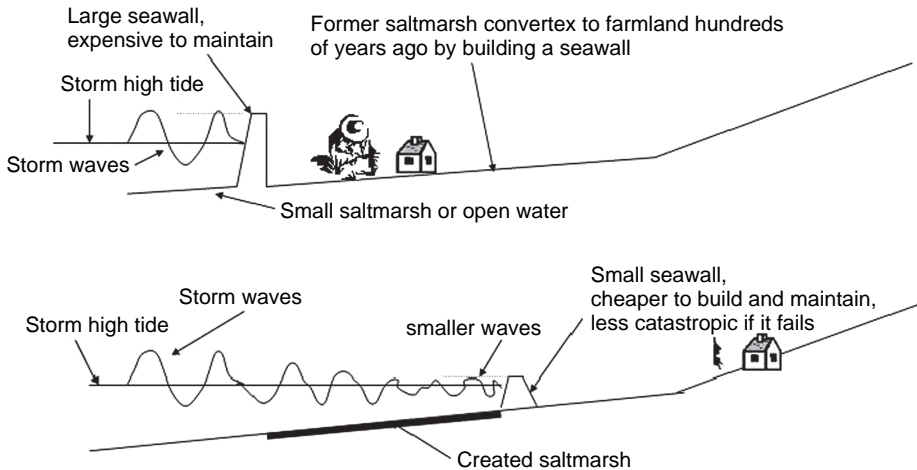 Large seawall,
expensive to maintain
Former saltmarsh convertex to farmland hundreds
of years ago by building a seawall
Storm high tide
Storm waves
Small saltmarsh or open water
Storm waves
Storm high tide
smaller waves
Small seawall,
cheaper to build and maintain,
less catastropic if it fails
Created saltmarsh